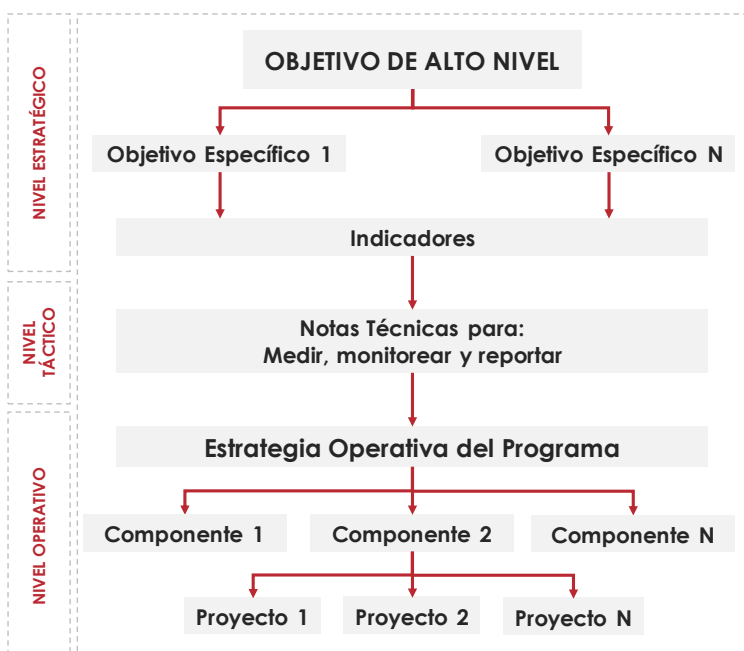 NIVEL ESTRATÉGICO
OBJETIVO DE ALTO NIVEL
Objetivo Específico 1
Objetivo Específico N
Indicadores
NIVEL
TÁCTICO
Notas Técnicas para:
Medir, monitorear y reportar
NIVEL OPERATIVO
Estrategia Operativa del Programa
Componente 1
Componente 2
Componente N
Proyecto 1
Proyecto 2
Proyecto N